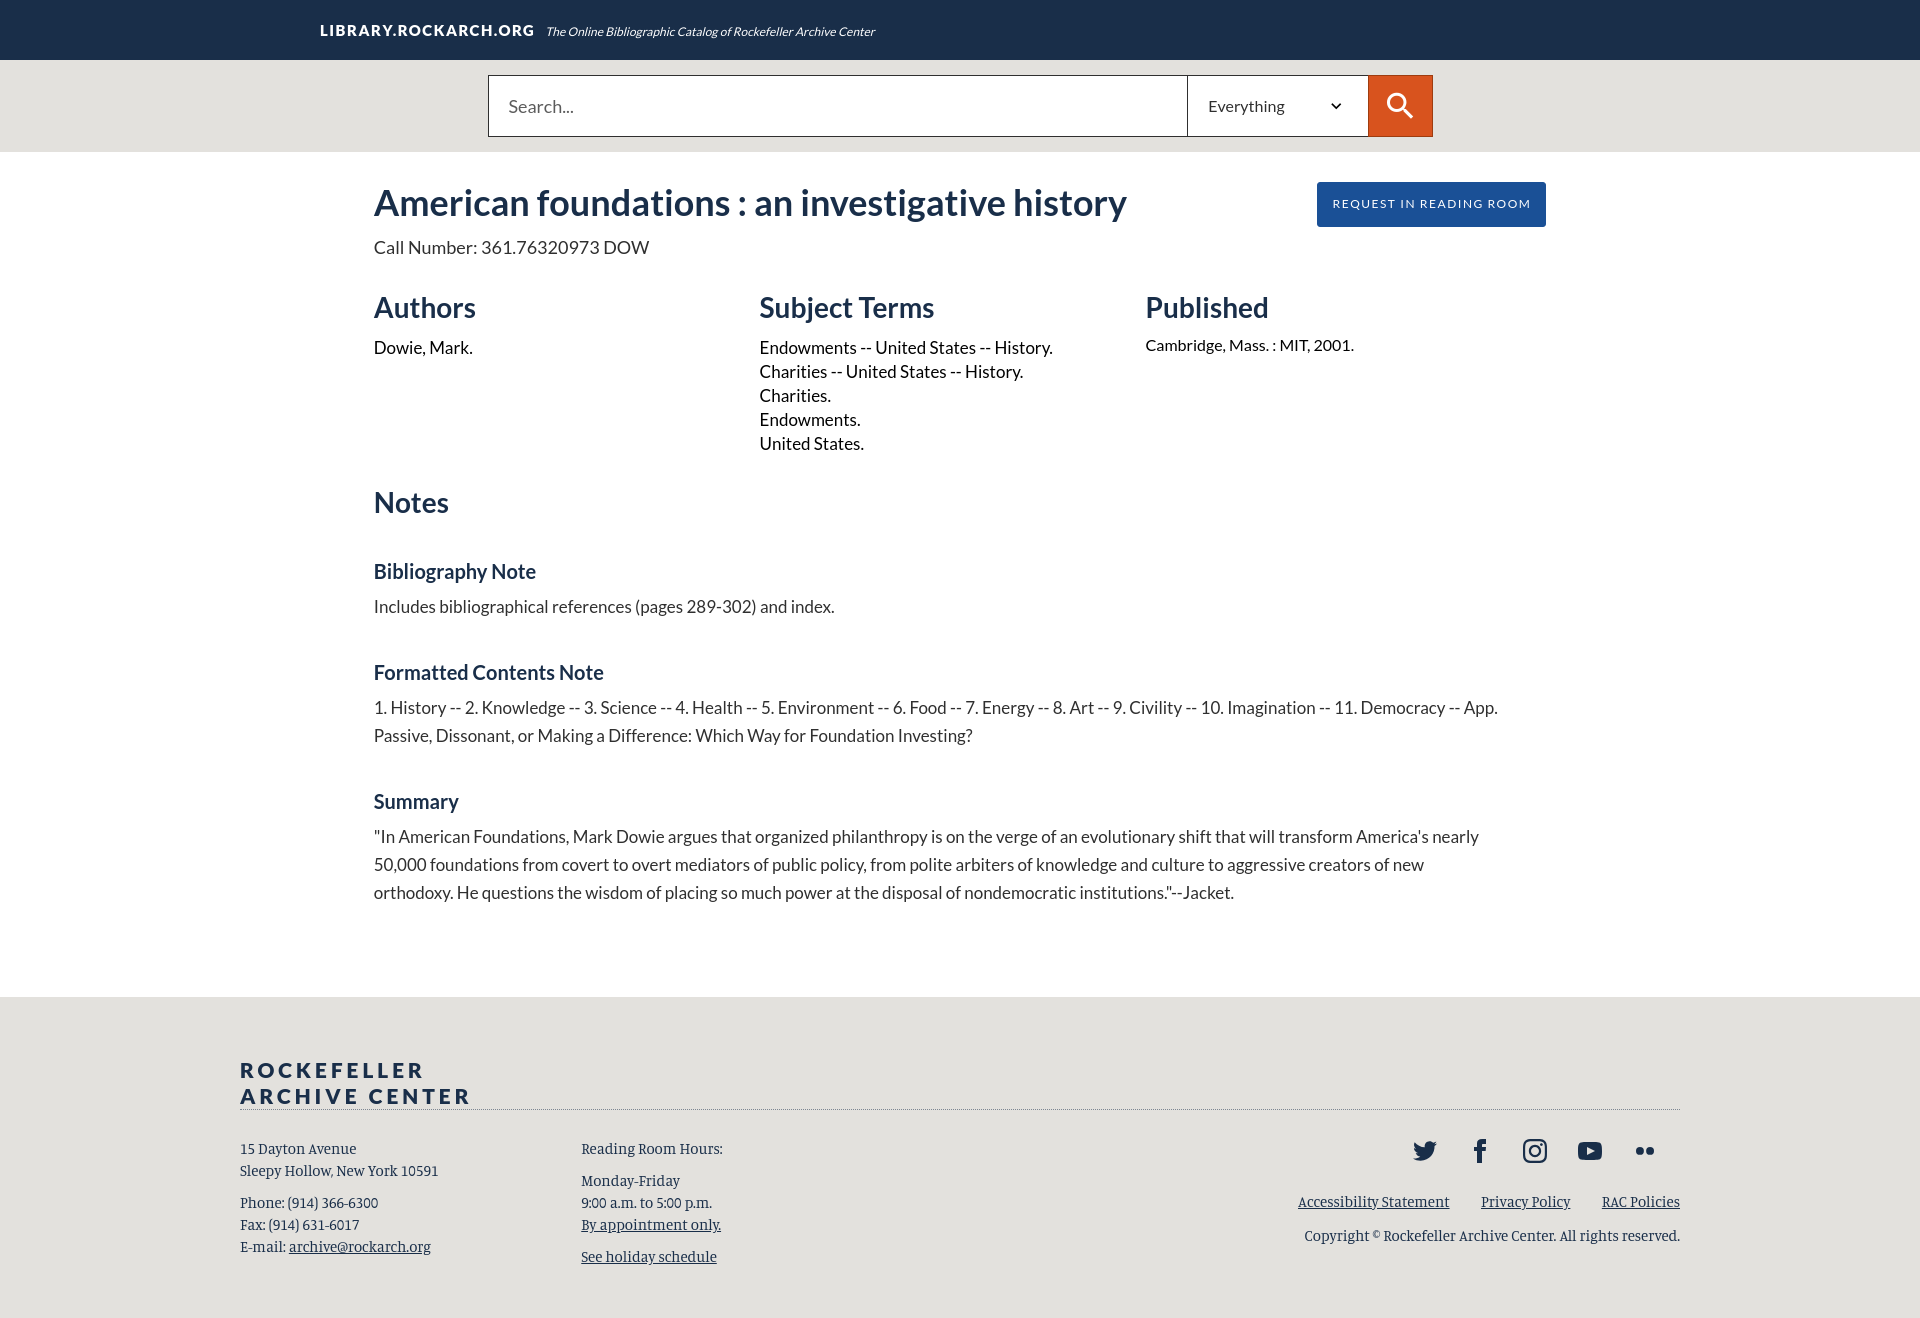 LIBRARY.ROCKARCH.ORG The Online Bibliographic Catalog of Rockefeller Archive Center
Search...
Everything
American foundations : an investigative history
REQUEST IN READING ROOM
Call Number: 361.76320973 DOW
Authors
Dowie, Mark.
Subject Terms
Endowments -- United States -- History.
Charities -- United States -- History.
Charities.
Endowments.
United States.
Published
Cambridge, Mass. : MIT, 2001.
Notes
Bibliography Note
Includes bibliographical references (pages 289-302) and index.
Formatted Contents Note
1. History -- 2. Knowledge -- 3. Science -- 4. Health -- 5. Environment -- 6. Food -- 7. Energy -- 8. Art -- 9. Civility -- 10. Imagination -- 11. Democracy -- App.
Passive, Dissonant, or Making a Difference: Which Way for Foundation Investing?
Summary
"In American Foundations, Mark Dowie argues that organized philanthropy is on the verge of an evolutionary shift that will transform America's nearly
50,000 foundations from covert to overt mediators of public policy, from polite arbiters of knowledge and culture to aggressive creators of new
orthodoxy. He questions the wisdom of placing so much power at the disposal of nondemocratic institutions."--Jacket.
ROCKEFELLER
ARCHIVE CENTER
15 Dayton Avenue
Sleepy Hollow, New York 10591
Phone: (914) 366-6300
Fax: (914) 631-6017
E-mail: archive@rockarch.org
Reading Room Hours:
Monday-Friday
9:00 a.m. to 5:00 p.m.
By appointment only.
See holiday schedule
Accessibility Statement
Privacy Policy
RAC Policies
Copyright © Rockefeller Archive Center. All rights reserved.